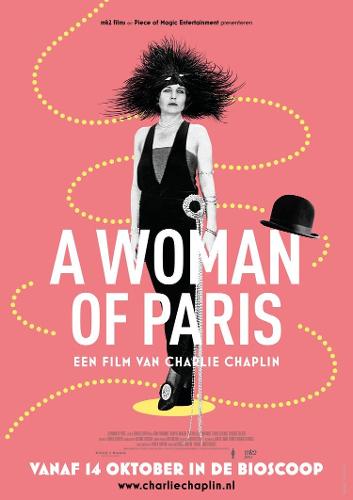 mk2 films en Piece of Magic Entertainment presenteren
A WOMAN
OF PARIS
EEN FILM VAN CHARLIE CHAPLIN
VANAF 14 OKTOBER IN DE BIOSCOOP
www.charliechaplin.nl